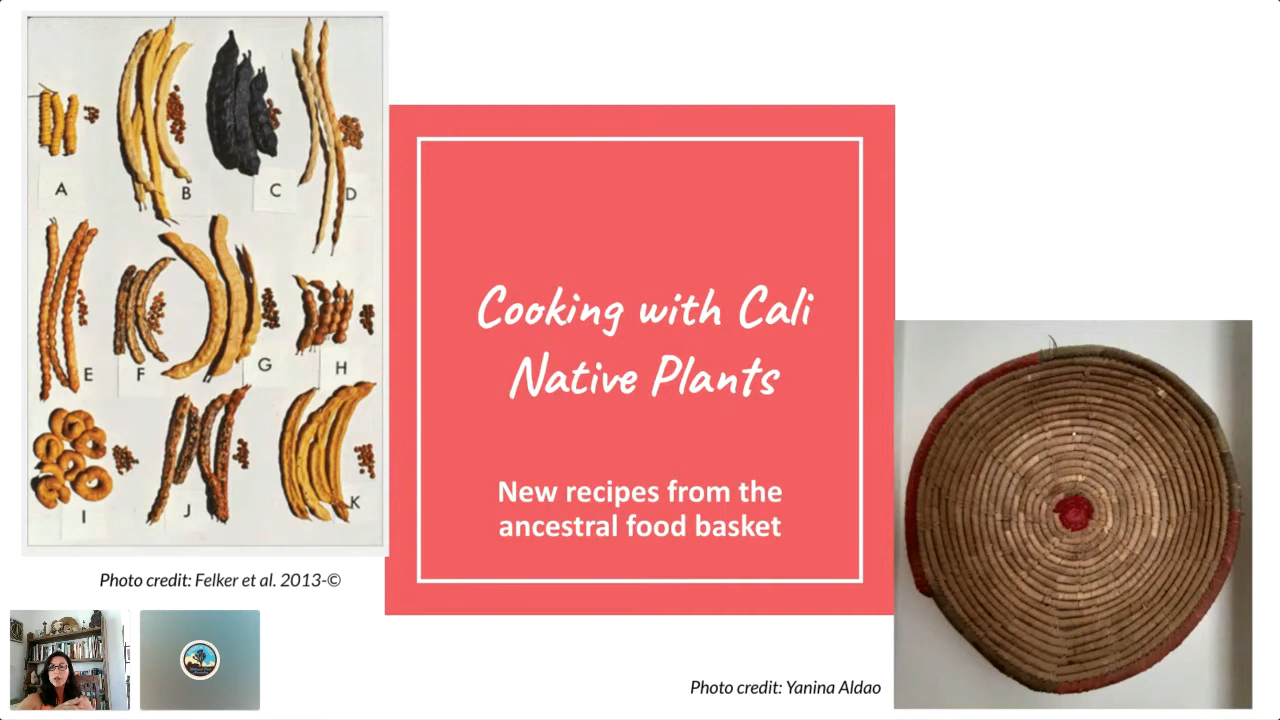 A
B
C
D
E
F
G
H
I
J
K
Photo credit: Felker et al. 2013-©
Cooking with Cali
Native Plants
New recipes from the
ancestral food basket
Photo credit: Yanina Aldao